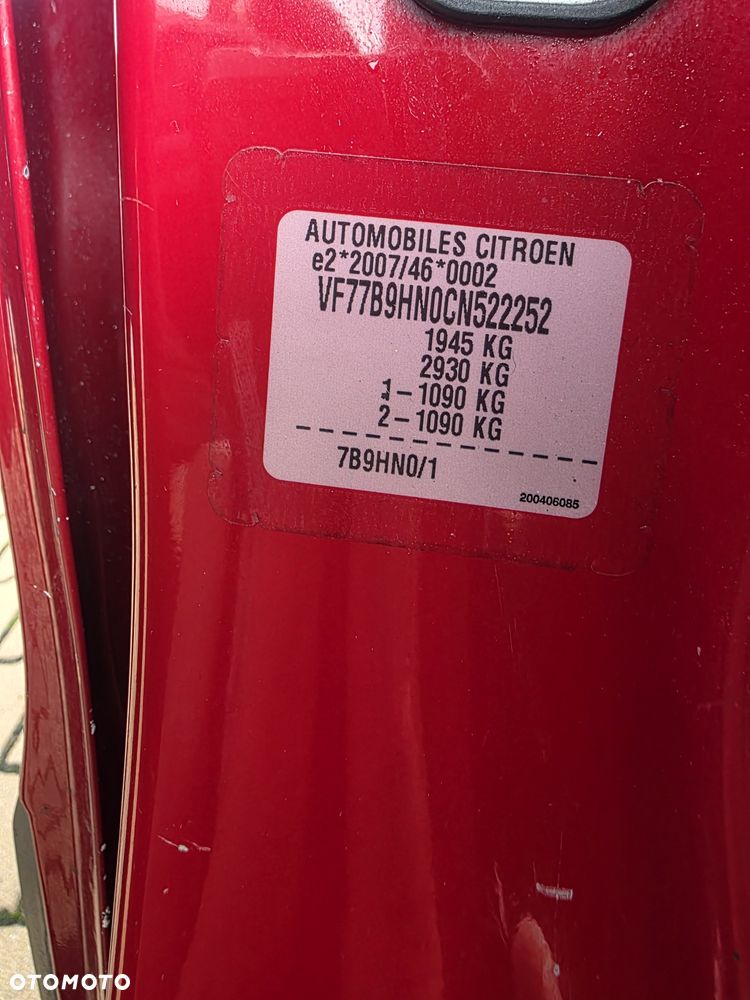 AUTOMOBILES CITROEN
e2*2007/46*0002
VF77B9HN0CN522252
1945 KG
2930 KG
1-1090 KG
2-1090 KG
7B9HN0/1
200406085
OTOMOTO